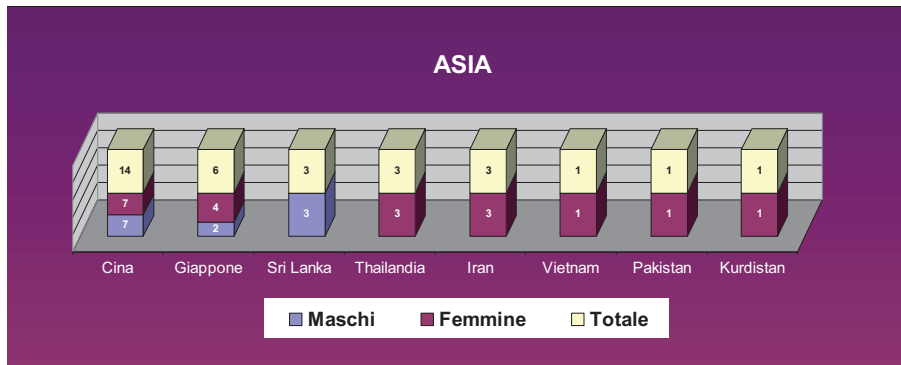 ASIA
14 6 3 3 3 1 1 1
7 4 3 3 1 1 1
7 2 3
Cina Giappone Sri Lanka Thailandia Iran Vietnam Pakistan Kurdistan
Maschi Femmine Totale